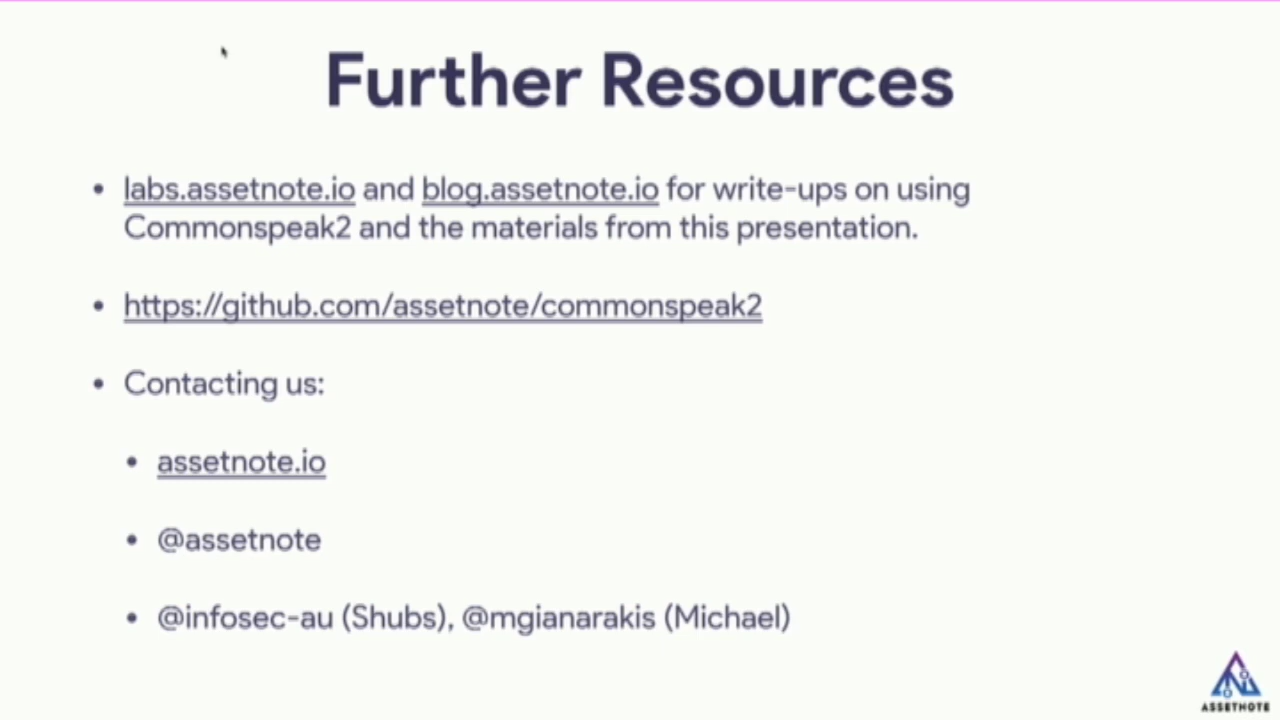 Further Resources
• labs.assetnote.io and blog.assetnote.io for write-ups on using
Commonspeak2 and the materials from this presentation.
• https://github.com/assetnote/commonspeak2
• Contacting us:
• assetnote.io
• @assetnote
• @infosec-au (Shubs), @mgianarakis (Michael)
ASSETNOTE